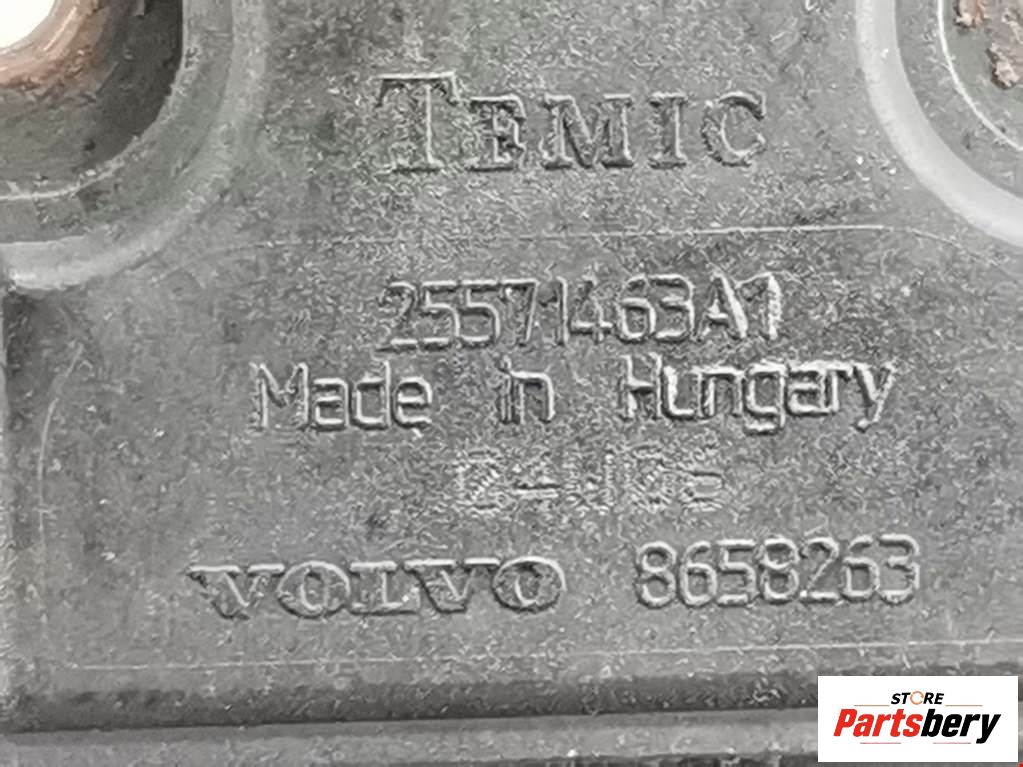 TEMIC
25571463A1
Made in Hungary
VOLVO 8658263
STORE
Partsbery